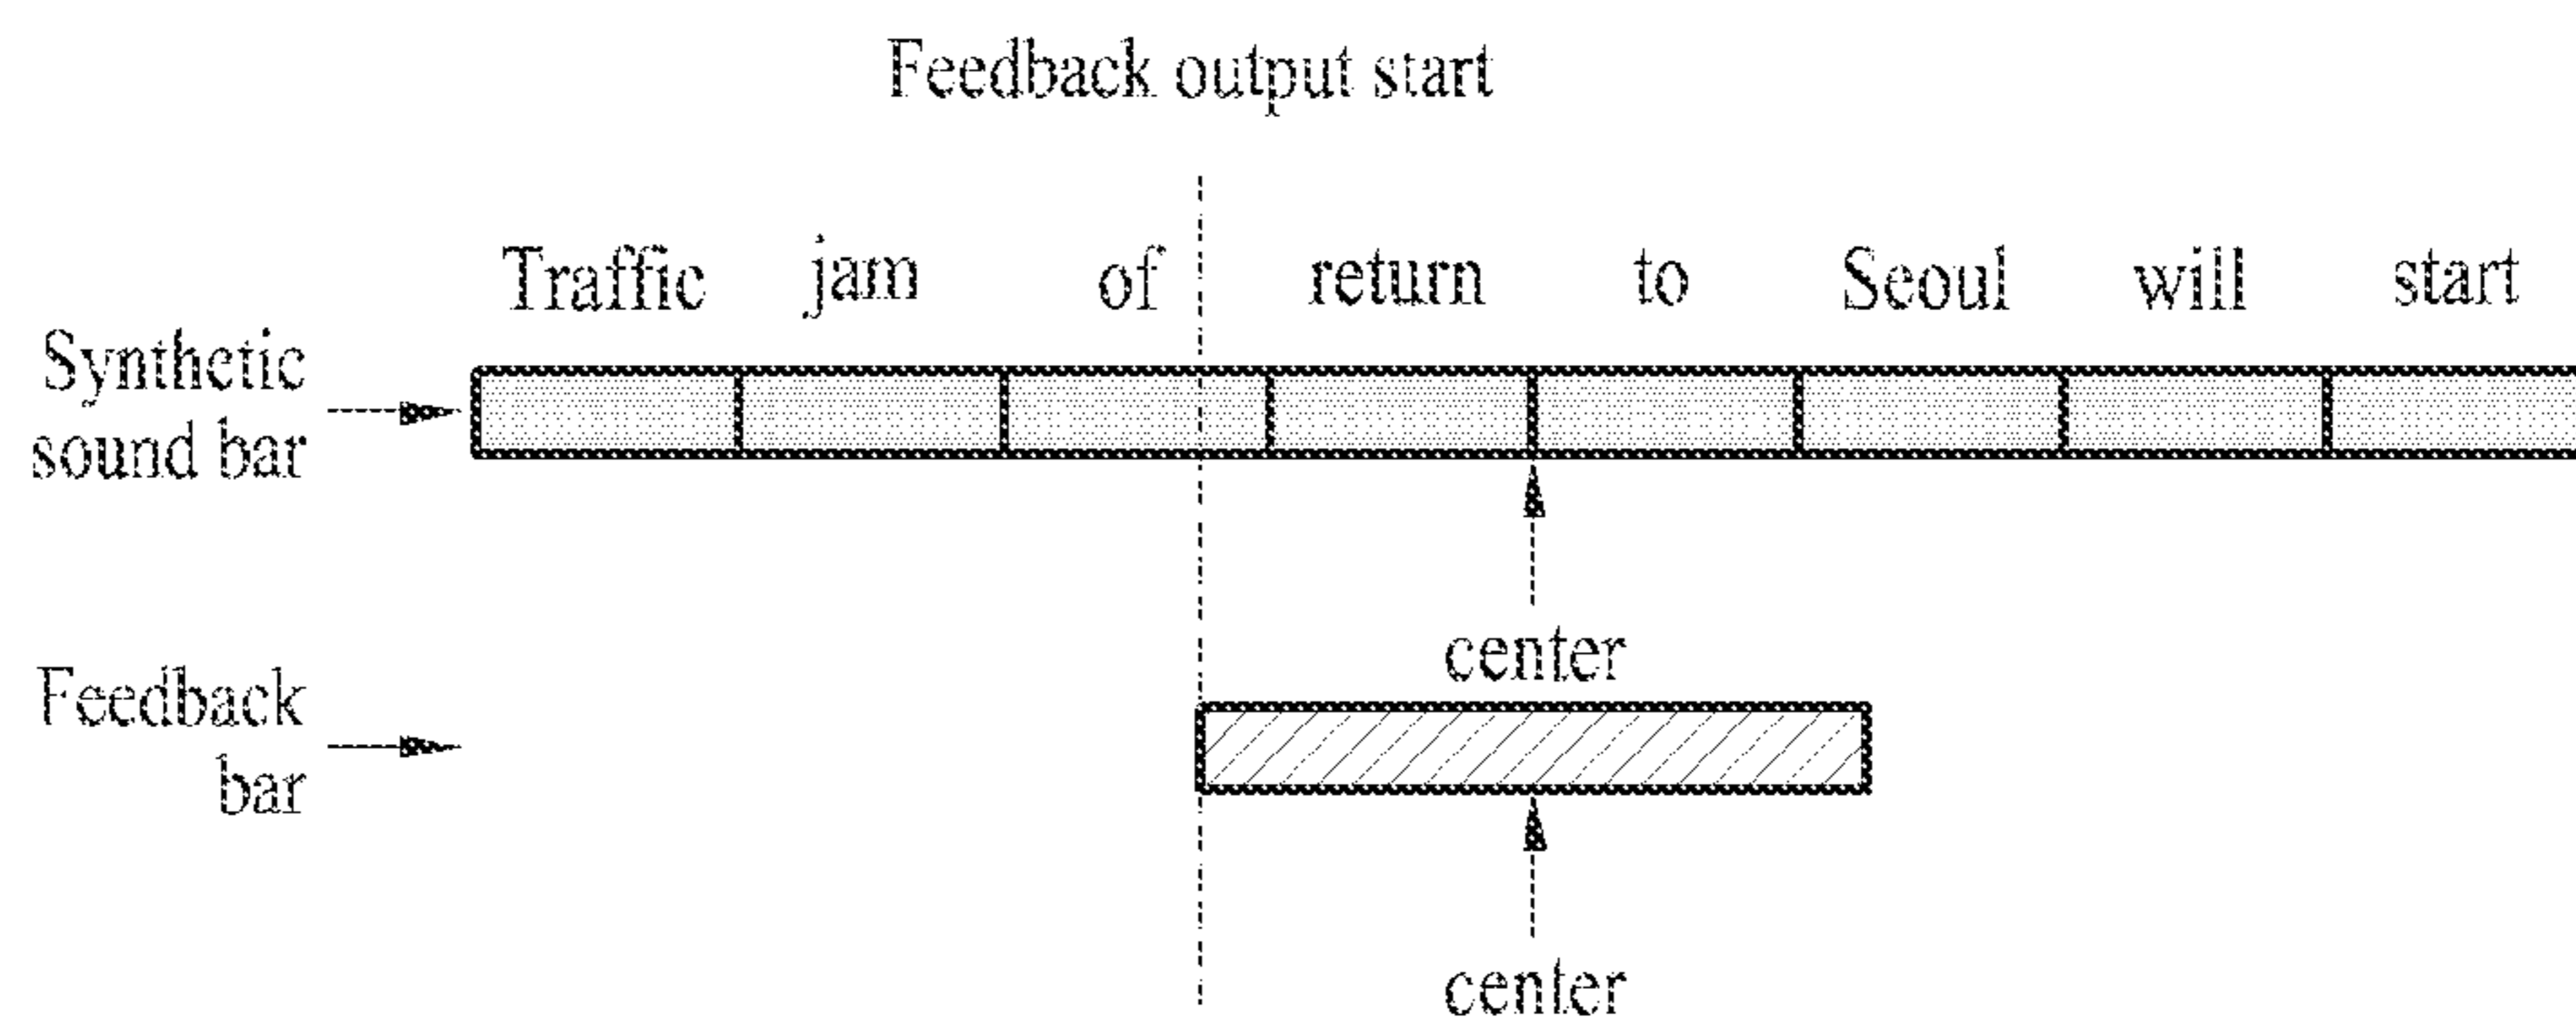 Feedback output start
Traffic jam of return to Seoul will start
Synthetic
sound bar
center
Feedback
bar
center